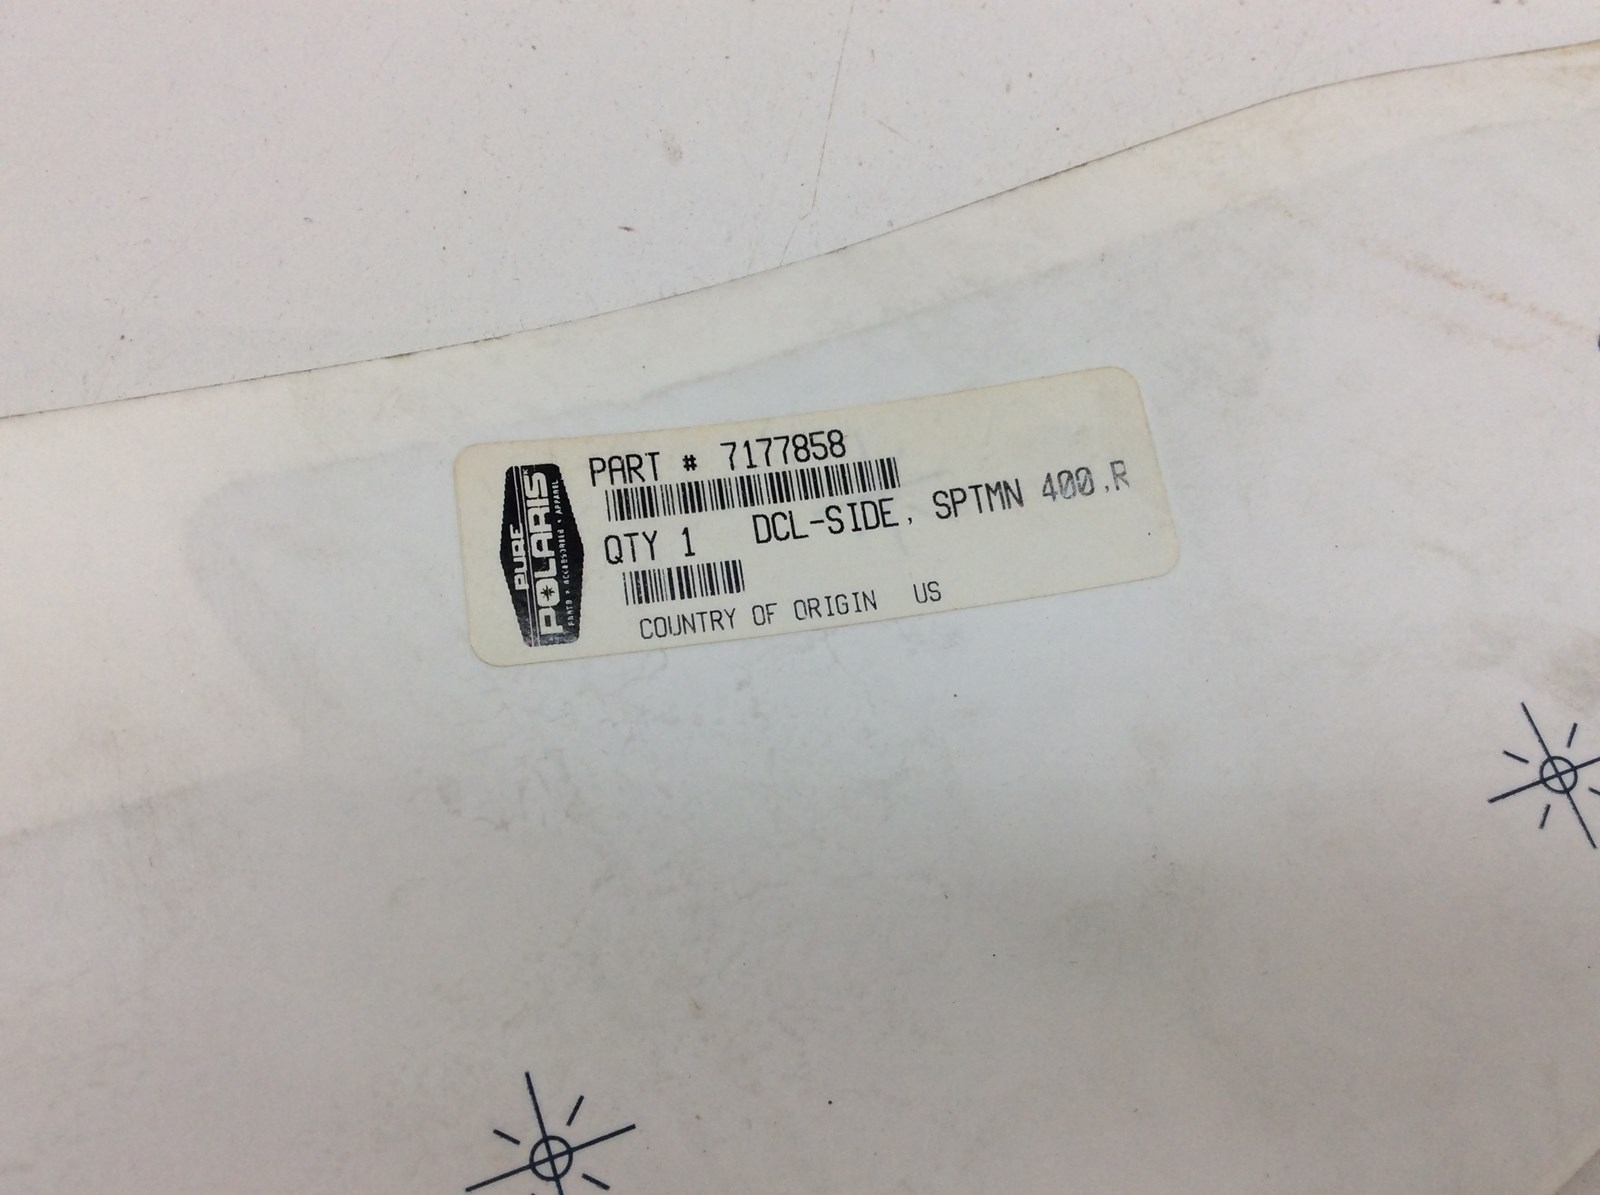 PART # 7177858
QTY 1 DCL-SIDE, SPTMN 400,R
COUNTRY OF ORIGIN US
PURE
POLARIS
PARTS • ACCESSORIES • APPAREL